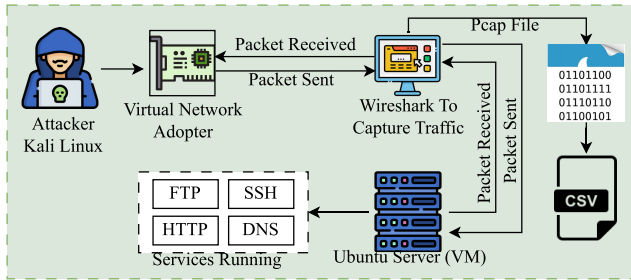 Attacker
Kali Linux
Virtual Network
Adopter
Packet Received
Packet Sent
Wireshark To
Capture Traffic
Pcap File
01101100
01101111
01110110
01100101
CSV
Packet Received
Packet Sent
FTP
SSH
HTTP
DNS
Services Running
Ubuntu Server (VM)